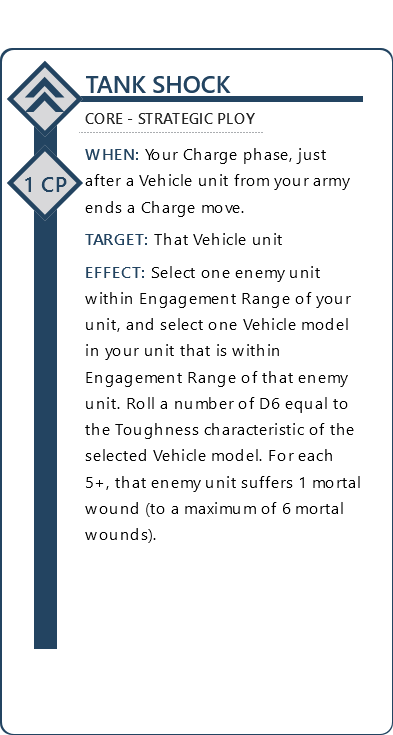 TANK SHOCK
CORE - STRATEGIC PLOY
1 CP
WHEN: Your Charge phase, just
after a Vehicle unit from your army
ends a Charge move.
TARGET: That Vehicle unit
EFFECT: Select one enemy unit
within Engagement Range of your
unit, and select one Vehicle model
in your unit that is within
Engagement Range of that enemy
unit. Roll a number of D6 equal to
the Toughness characteristic of the
selected Vehicle model. For each
5+, that enemy unit suffers 1 mortal
wound (to a maximum of 6 mortal
wounds).